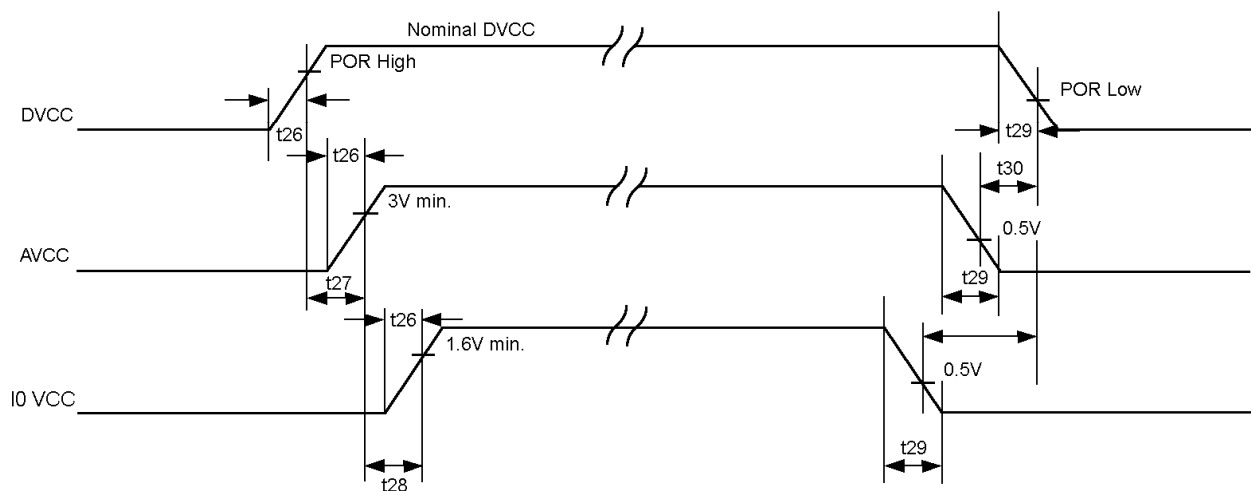 Nominal DVCC
POR High
POR Low
DVCC
t26
t29
t26
t30
3V min.
0.5V
AVCC
t27
t29
t26
1.6V min.
0.5V
I0 VCC
t29
t28